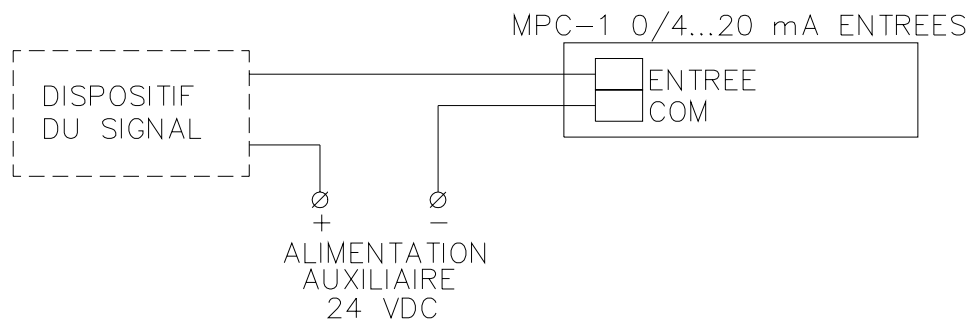 MPC-1 0/4...20 mA ENTREES
DISPOSITIF
DU SIGNAL
ENTREE
COM
+
-
ALIMENTATION
AUXILIAIRE
24 VDC